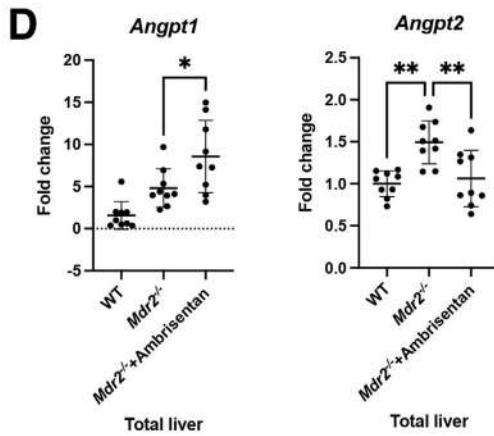 D
Angpt1
*
20
15
10
5
0
-5
Fold change
WT
Mdr2-/-
Mdr2-/-+Ambrisentan
Total liver
Angpt2
** **
2.5
2.0
1.5
1.0
0.5
0.0
Fold change
WT
Mdr2-/-
Mdr2-/-+Ambrisentan
Total liver